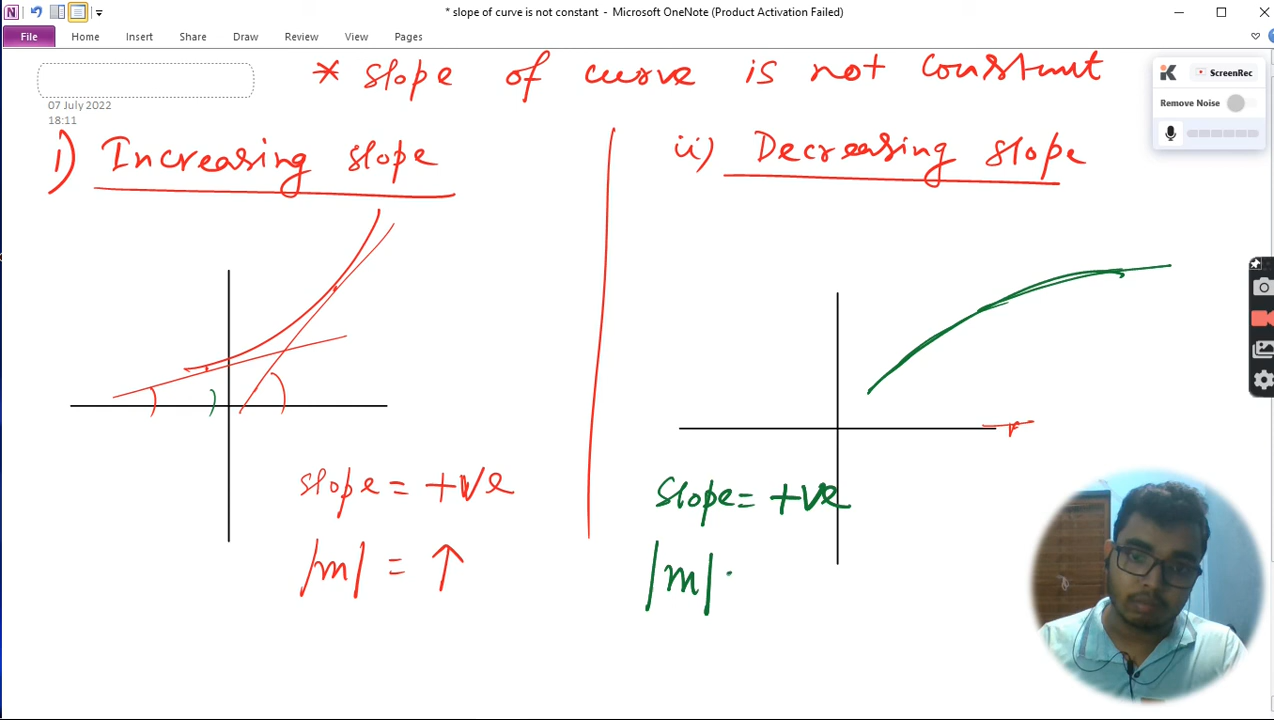 * slope of curve is not constant - Microsoft OneNote (Product Activation Failed)
File Home Insert Share Draw Review View Pages
* slope of curve is not constant
07 July 2022
18:11
ScreenRec
Remove Noise
i) Increasing slope
slope = +ve
|m| = ↑
ii) Decreasing slope
slope = +ve
|m|